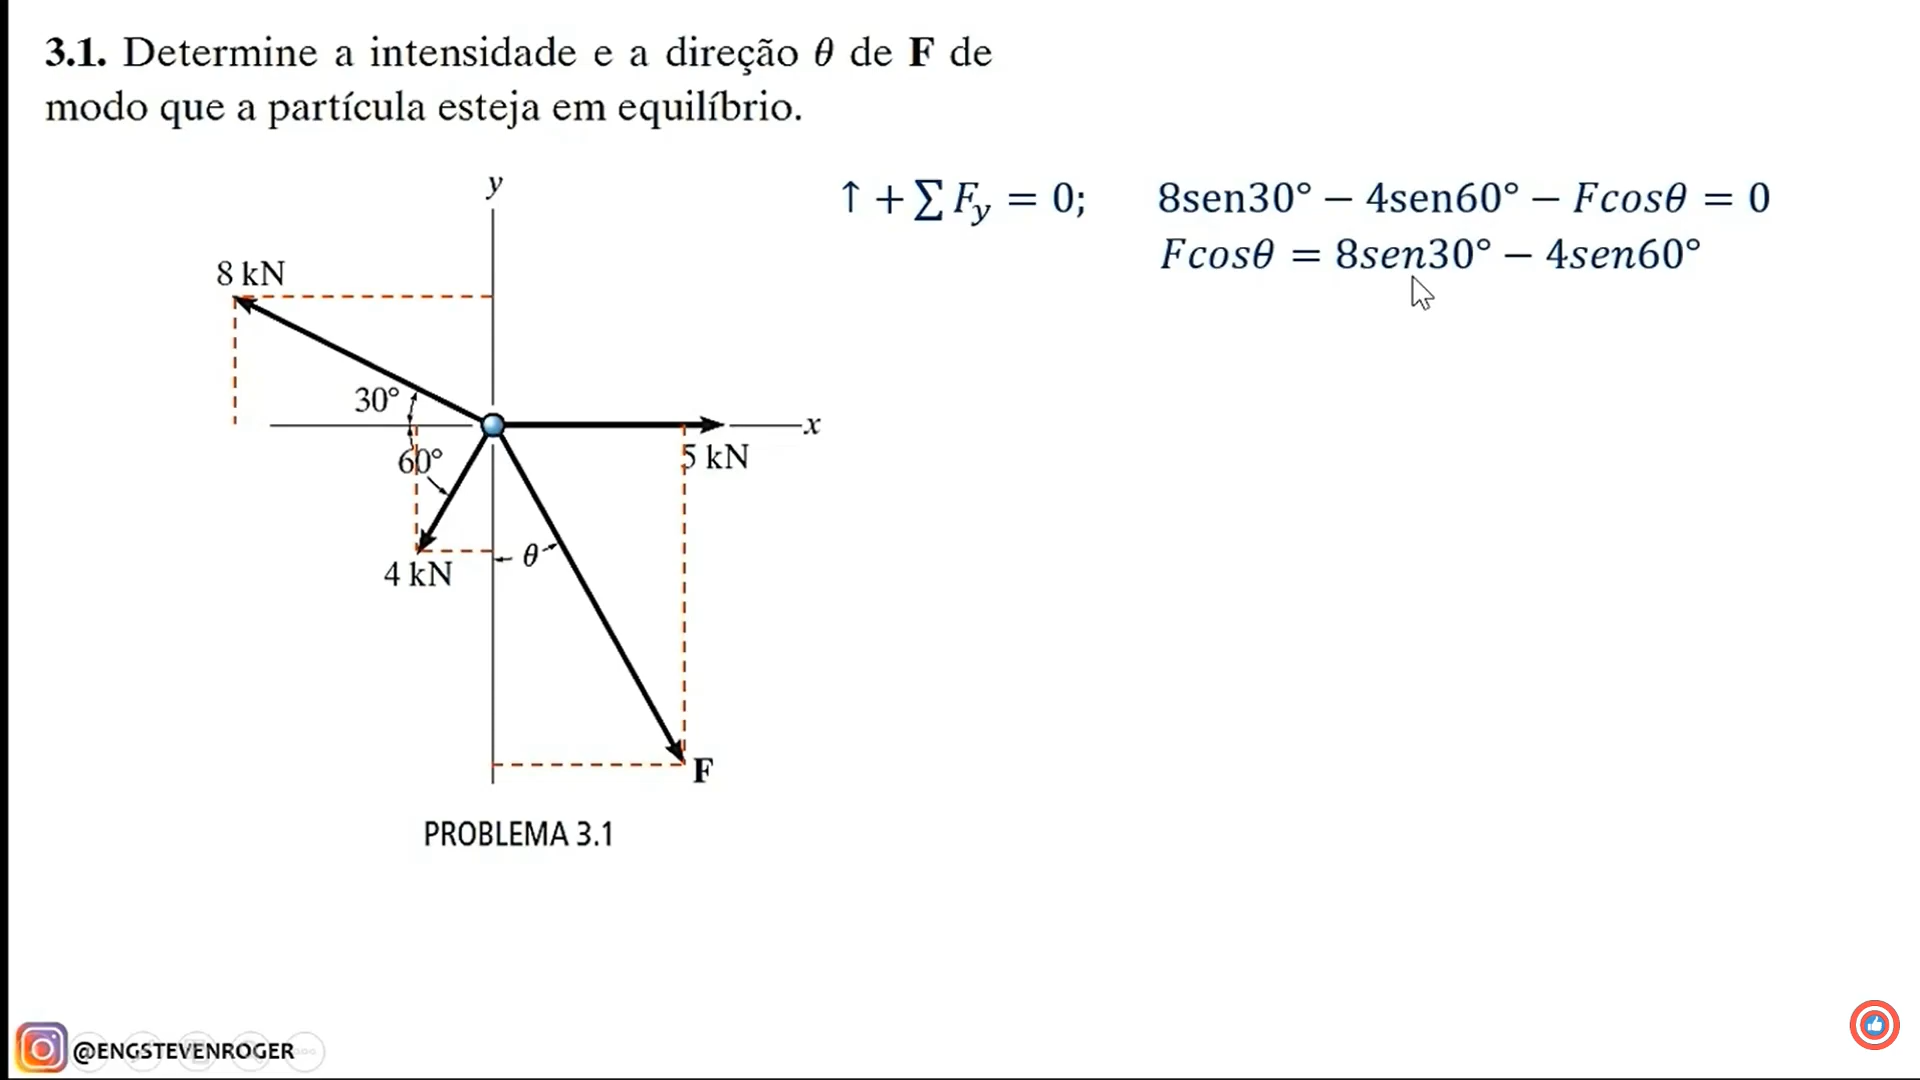 3.1. Determine a intensidade e a direção θ de F de
modo que a partícula esteja em equilíbrio.
↑ + ∑ Fy = 0; 8sen30° − 4sen60° − Fcosθ = 0
Fcosθ = 8sen30° − 4sen60°
y
8 kN
30°
x
60°
5 kN
θ
4 kN
F
PROBLEMA 3.1
@ENGSTEVENROGER